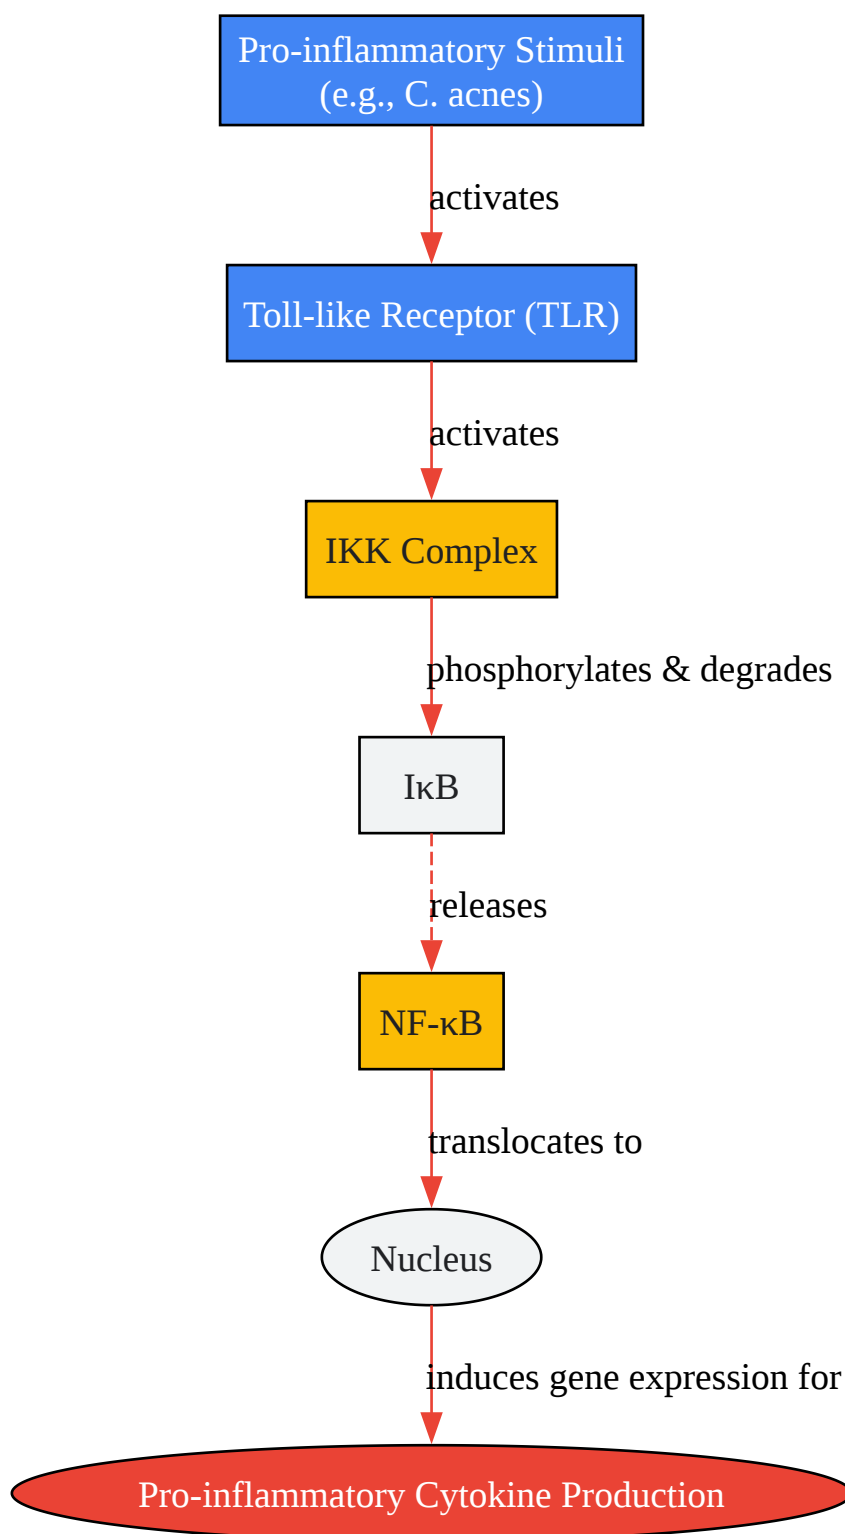 Pro-inflammatory Stimuli
(e.g., C. acnes)
activates
Toll-like Receptor (TLR)
activates
IKK Complex
phosphorylates & degrades
IκB
releases
NF-κB
translocates to
Nucleus
induces gene expression for
Pro-inflammatory Cytokine Production